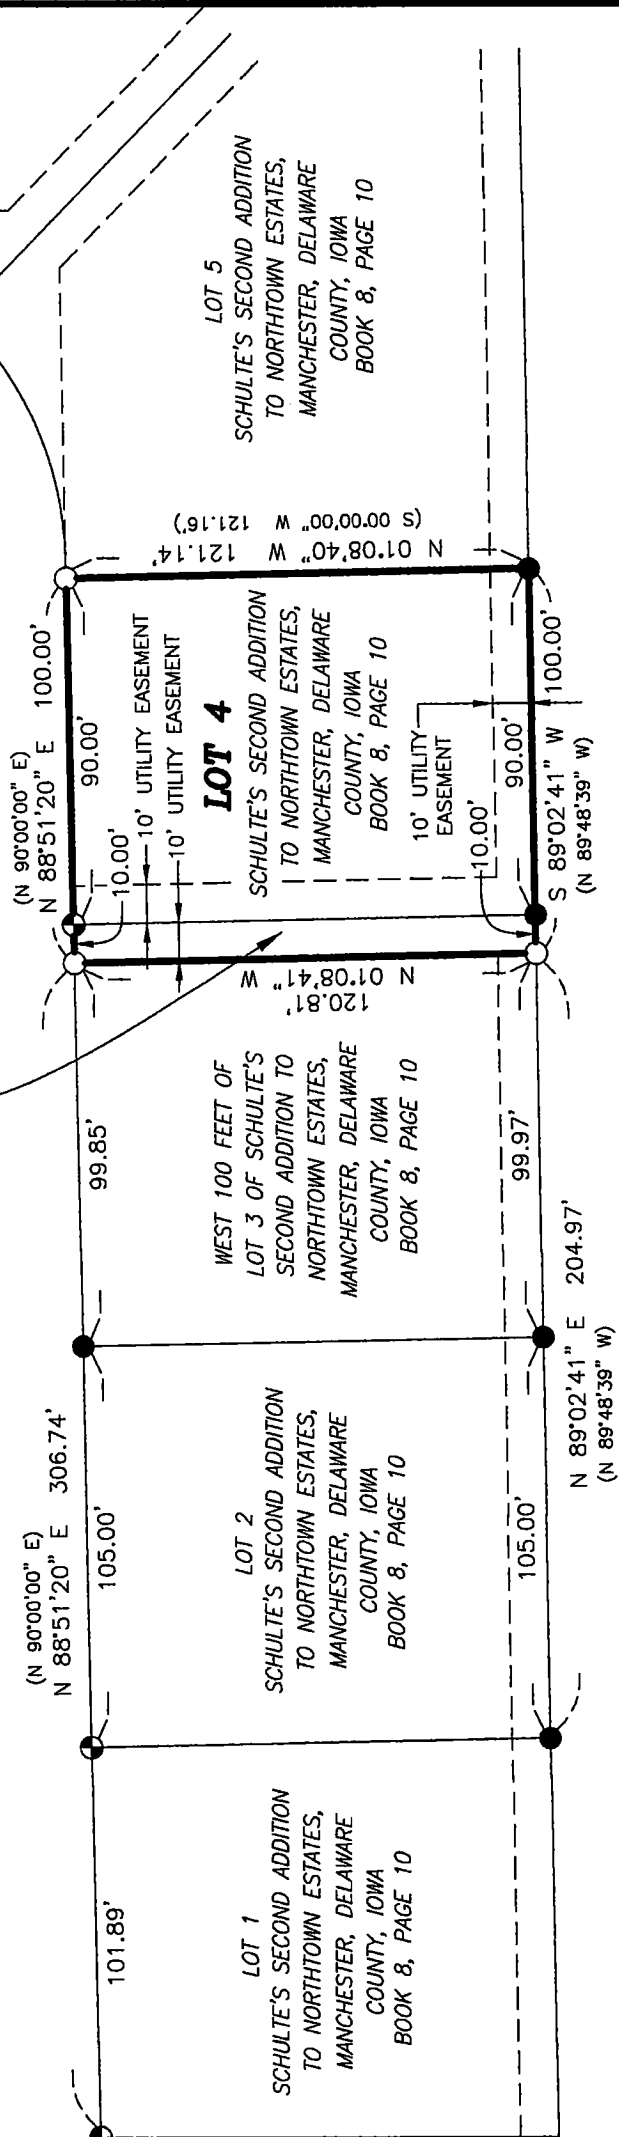 (N 90°00'00" E)
N 88°51'20" E 306.74'
101.89'
105.00'
99.85'
(N 90°00'00" E)
N 88°51'20" E 100.00'
90.00'
10.00'
10' UTILITY EASEMENT
10' UTILITY EASEMENT
LOT 1
SCHULTE'S SECOND ADDITION
TO NORTHTOWN ESTATES,
MANCHESTER, DELAWARE
COUNTY, IOWA
BOOK 8, PAGE 10
LOT 2
SCHULTE'S SECOND ADDITION
TO NORTHTOWN ESTATES,
MANCHESTER, DELAWARE
COUNTY, IOWA
BOOK 8, PAGE 10
WEST 100 FEET OF
LOT 3 OF SCHULTE'S
SECOND ADDITION TO
NORTHTOWN ESTATES,
MANCHESTER, DELAWARE
COUNTY, IOWA
BOOK 8, PAGE 10
N 01°08'41" W
120.81'
LOT 4
SCHULTE'S SECOND ADDITION
TO NORTHTOWN ESTATES,
MANCHESTER, DELAWARE
COUNTY, IOWA
BOOK 8, PAGE 10
10' UTILITY
EASEMENT
N 01°08'40" W 121.14'
(S 00°00'00" W 121.16')
LOT 5
SCHULTE'S SECOND ADDITION
TO NORTHTOWN ESTATES,
MANCHESTER, DELAWARE
COUNTY, IOWA
BOOK 8, PAGE 10
105.00'
99.97'
10.00'
90.00'
N 89°02'41" E 204.97'
(N 89°48'39" W)
S 89°02'41" W 100.00'
(N 89°48'39" W)